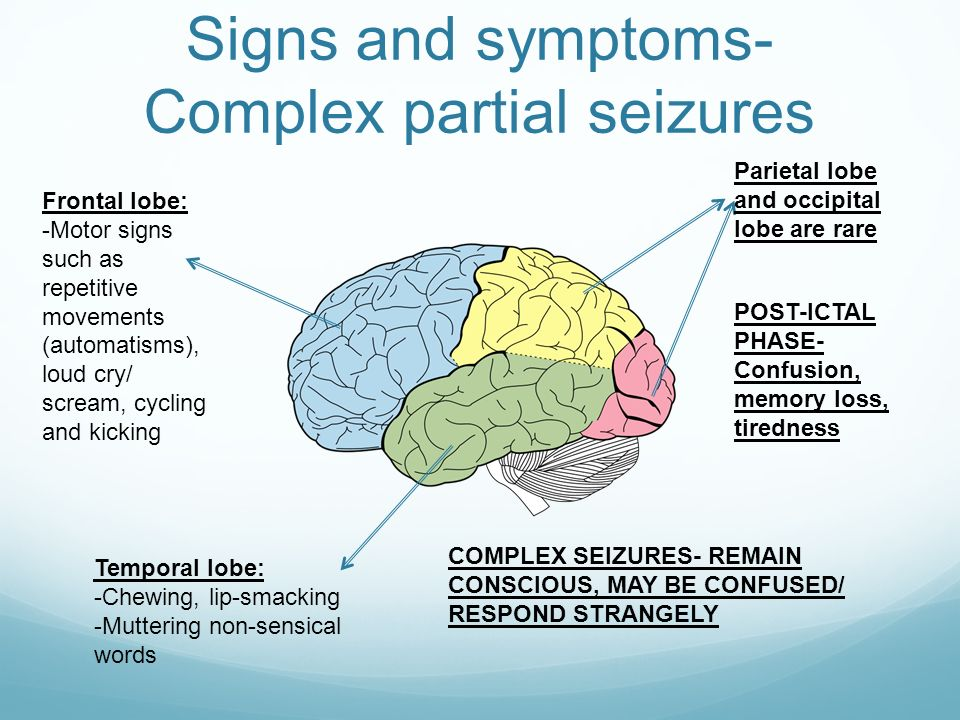 Signs and symptoms-
Complex partial seizures
Frontal lobe:
-Motor signs
such as
repetitive
movements
(automatisms),
loud cry/
scream, cycling
and kicking
Parietal lobe
and occipital
lobe are rare
POST-ICTAL
PHASE-
Confusion,
memory loss,
tiredness
Temporal lobe:
-Chewing, lip-smacking
-Muttering non-sensical
words
COMPLEX SEIZURES- REMAIN
CONSCIOUS, MAY BE CONFUSED/
RESPOND STRANGELY